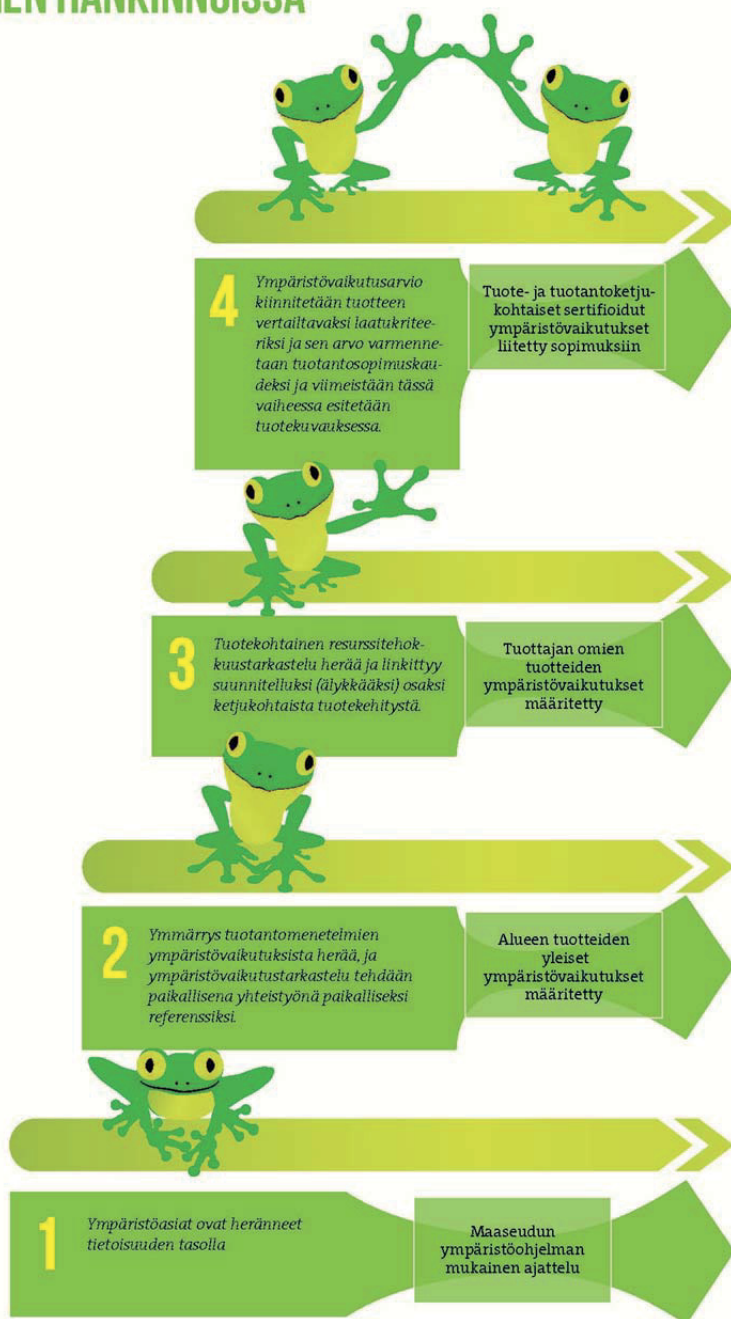 HANKINNOISSA
4
Ympäristövaikutusarvio
kiinnitetään tuotteen
vertailtavaksi laatukritee-
riksi ja sen arvo varmenne-
taan tuotantosopimuskau-
deksi ja viimeistään tässä
vaiheessa esitetään
tuotekuvauksessa.
Tuote- ja tuotantoketju-
kohtaiset sertifioidut
ympäristövaikutukset
liitetty sopimuksiin
3
Tuotekohtainen resurssitehok-
kuustarkastelu herää ja linkittyy
suunnitelluksi (älykkääksi) osaksi
ketjukohtaista tuotekehitystä.
Tuottajan omien
tuotteiden
ympäristövaikutukset
määritetty
2
Ymmärrys tuotantomenetelmien
ympäristövaikutuksista herää, ja
ympäristövaikutustarkastelu tehdään
paikallisena yhteistyönä paikalliseksi
referenssiksi.
Alueen tuotteiden
yleiset
ympäristövaikutukset
määritetty
1
Ympäristöasiat ovat heränneet
tietoisuuden tasolla
Maaseudun
ympäristöohjelman
mukainen ajattelu